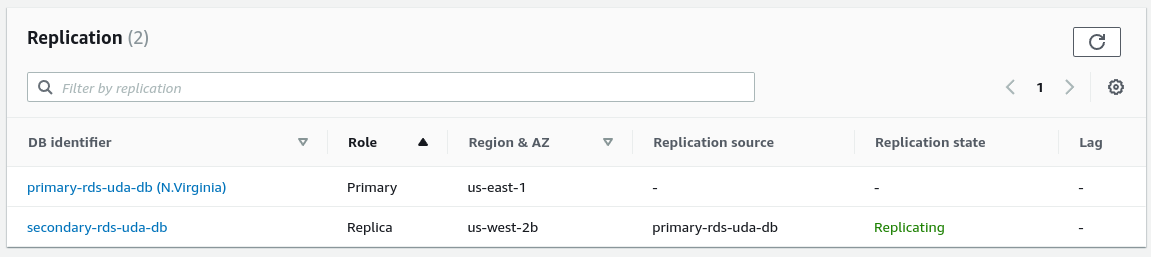 Replication (2)
Filter by replication
1
DB identifier Role Region & AZ Replication source Replication state Lag
primary-rds-uda-db (N.Virginia) Primary us-east-1 - - -
secondary-rds-uda-db Replica us-west-2b primary-rds-uda-db Replicating -